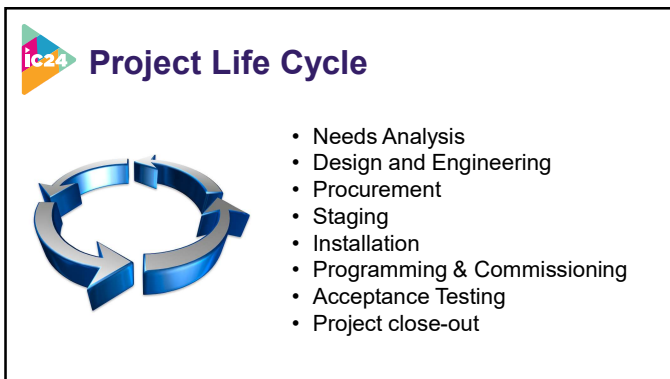 iC24
Project Life Cycle
• Needs Analysis
• Design and Engineering
• Procurement
• Staging
• Installation
• Programming & Commissioning
• Acceptance Testing
• Project close-out